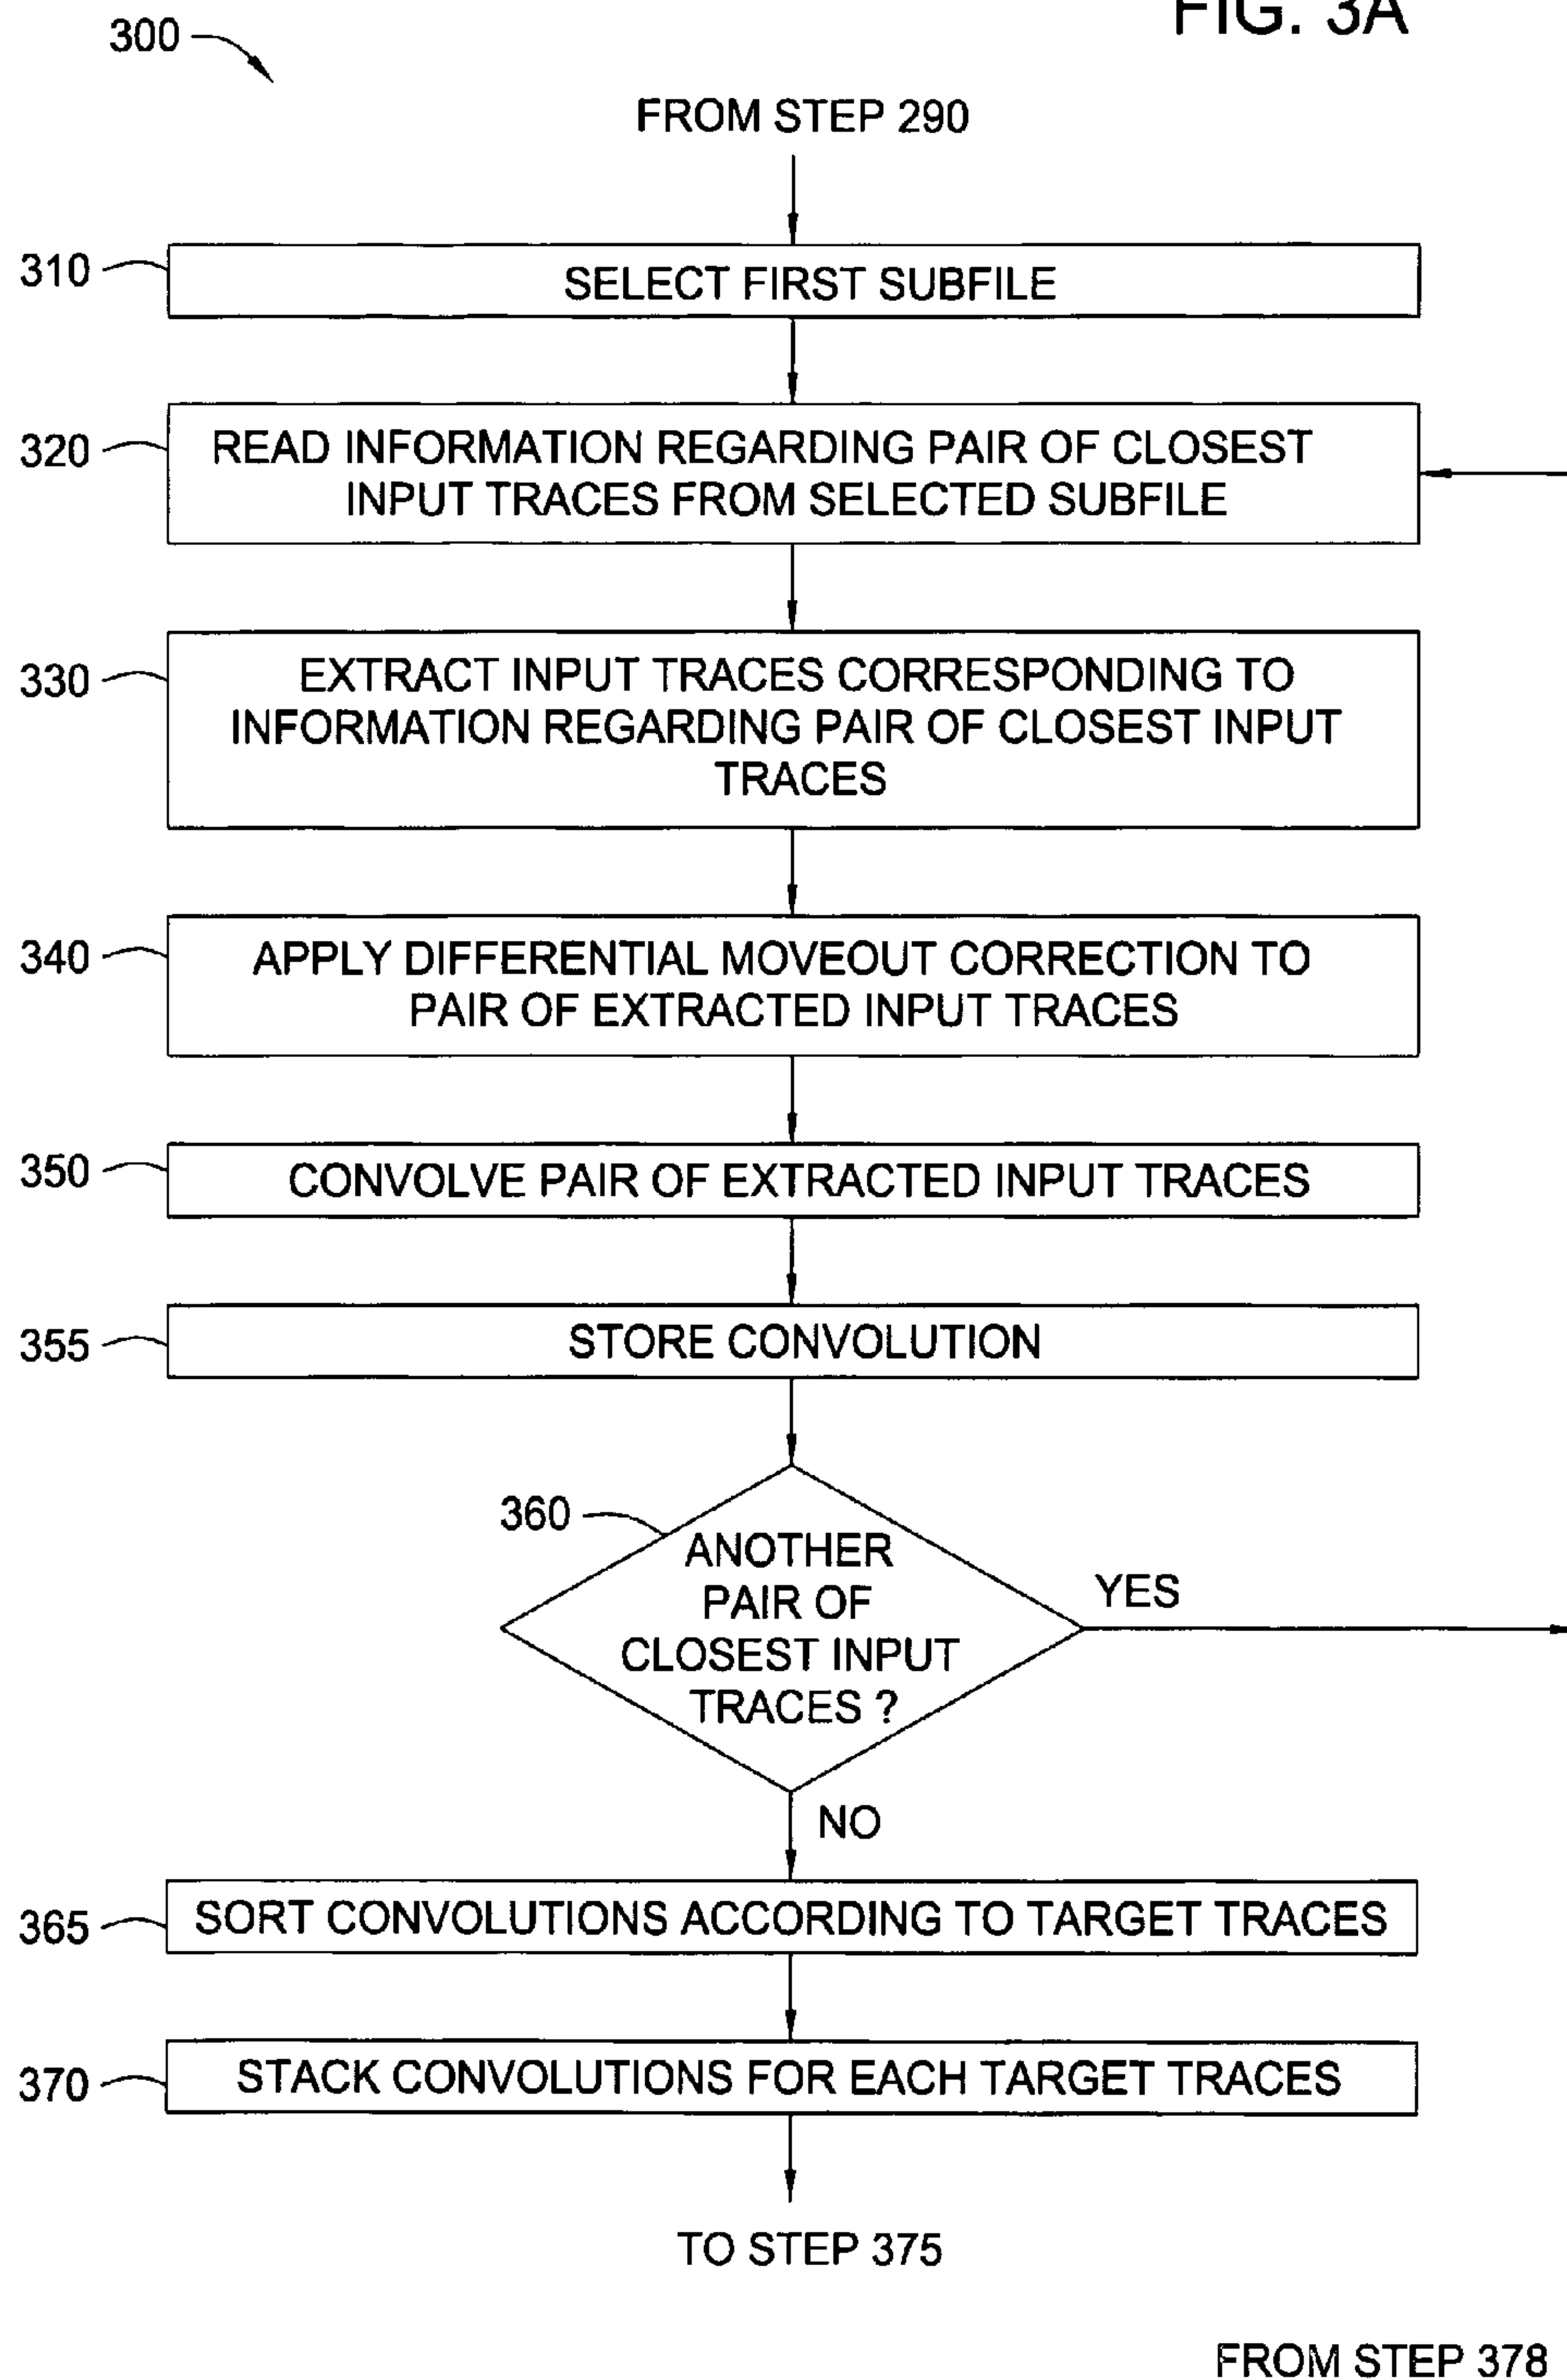 FIG. 3A
300
FROM STEP 290
310
SELECT FIRST SUBFILE
320
READ INFORMATION REGARDING PAIR OF CLOSEST
INPUT TRACES FROM SELECTED SUBFILE
330
EXTRACT INPUT TRACES CORRESPONDING TO
INFORMATION REGARDING PAIR OF CLOSEST INPUT
TRACES
340
APPLY DIFFERENTIAL MOVEOUT CORRECTION TO
PAIR OF EXTRACTED INPUT TRACES
350
CONVOLVE PAIR OF EXTRACTED INPUT TRACES
355
STORE CONVOLUTION
360
ANOTHER
PAIR OF
CLOSEST INPUT
TRACES ?
YES
NO
365
SORT CONVOLUTIONS ACCORDING TO TARGET TRACES
370
STACK CONVOLUTIONS FOR EACH TARGET TRACES
TO STEP 375
FROM STEP 378